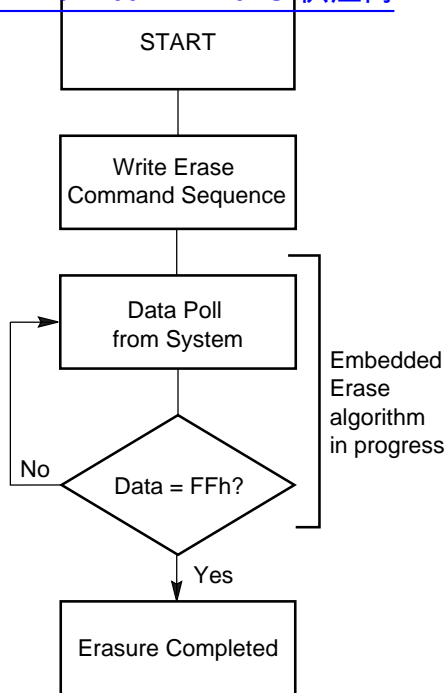 START
Write Erase
Command Sequence
Data Poll
from System
Embedded
Erase
algorithm
in progress
No
Data = FFh?
Yes
Erasure Completed